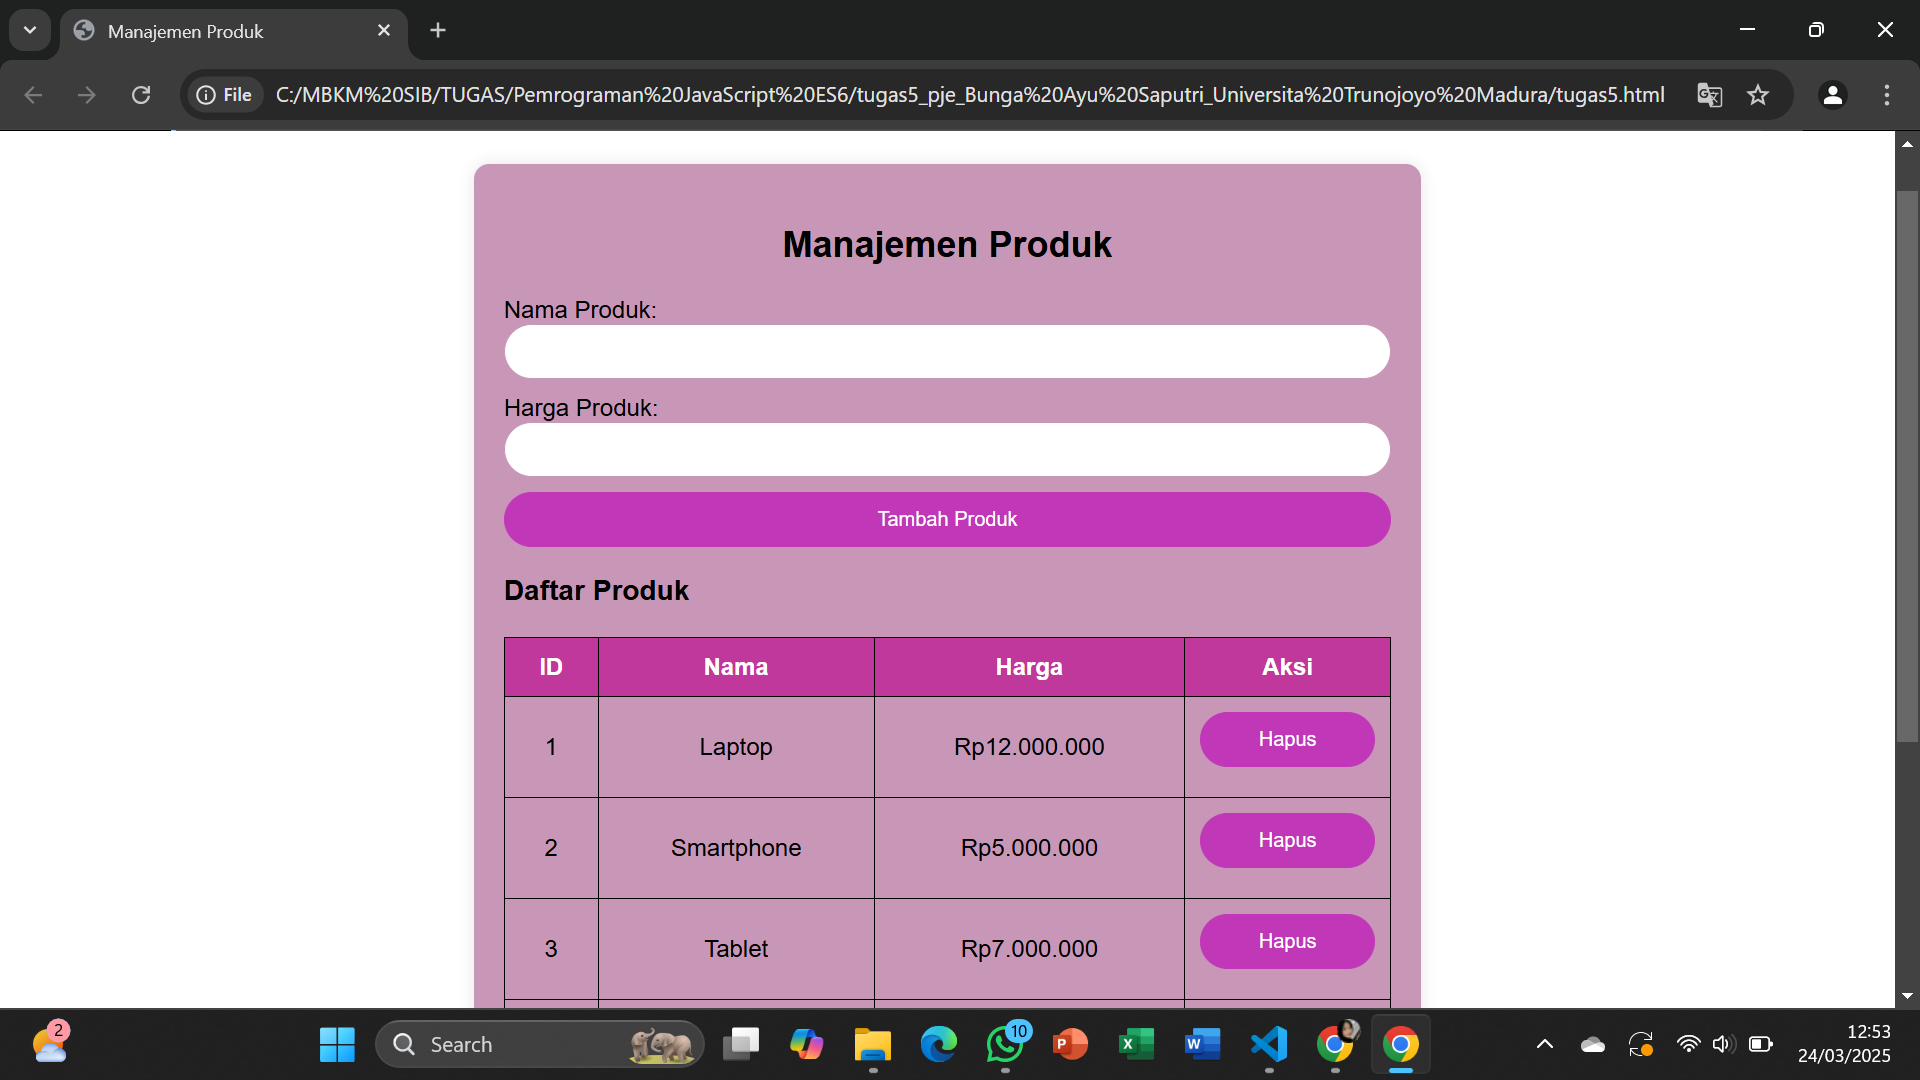 Manajemen Produk
File
C:/MBKM%20SIB/TUGAS/Pemrograman%20JavaScript%20ES6/tugas5_pje_Bunga%20Ayu%20Saputri_Universita%20Trunojoyo%20Madura/tugas5.html
Manajemen Produk
Nama Produk:
Harga Produk:
Tambah Produk
Daftar Produk
ID Nama Harga Aksi
1 Laptop Rp12.000.000 Hapus
2 Smartphone Rp5.000.000 Hapus
3 Tablet Rp7.000.000 Hapus
2
Search
10
12:53
24/03/2025